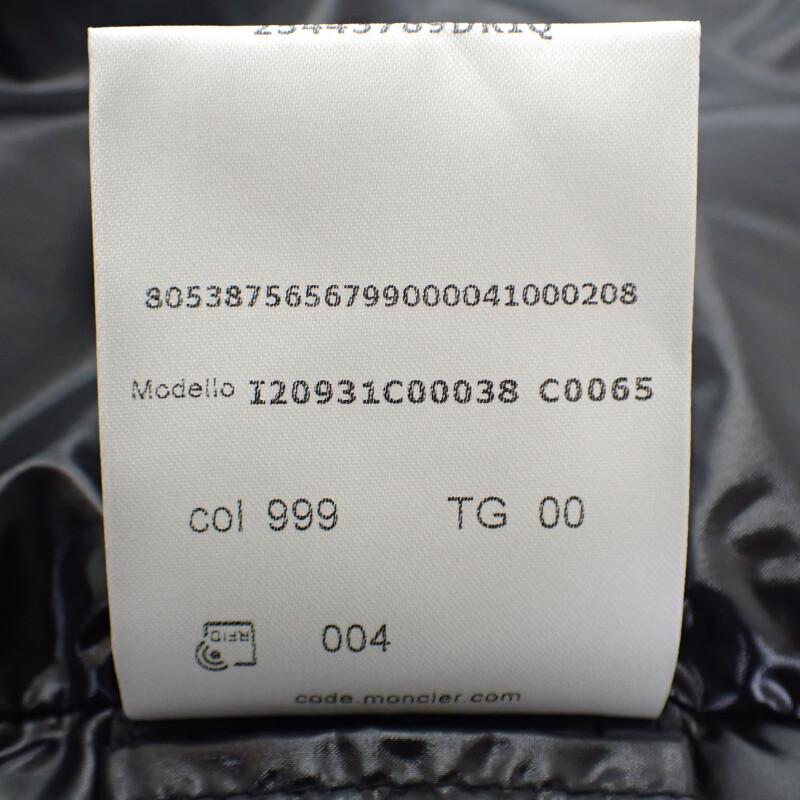 8053875656799000041000208
Modello I20931C00038 C0065
col 999 TG 00
RFID 004
code.moncler.com